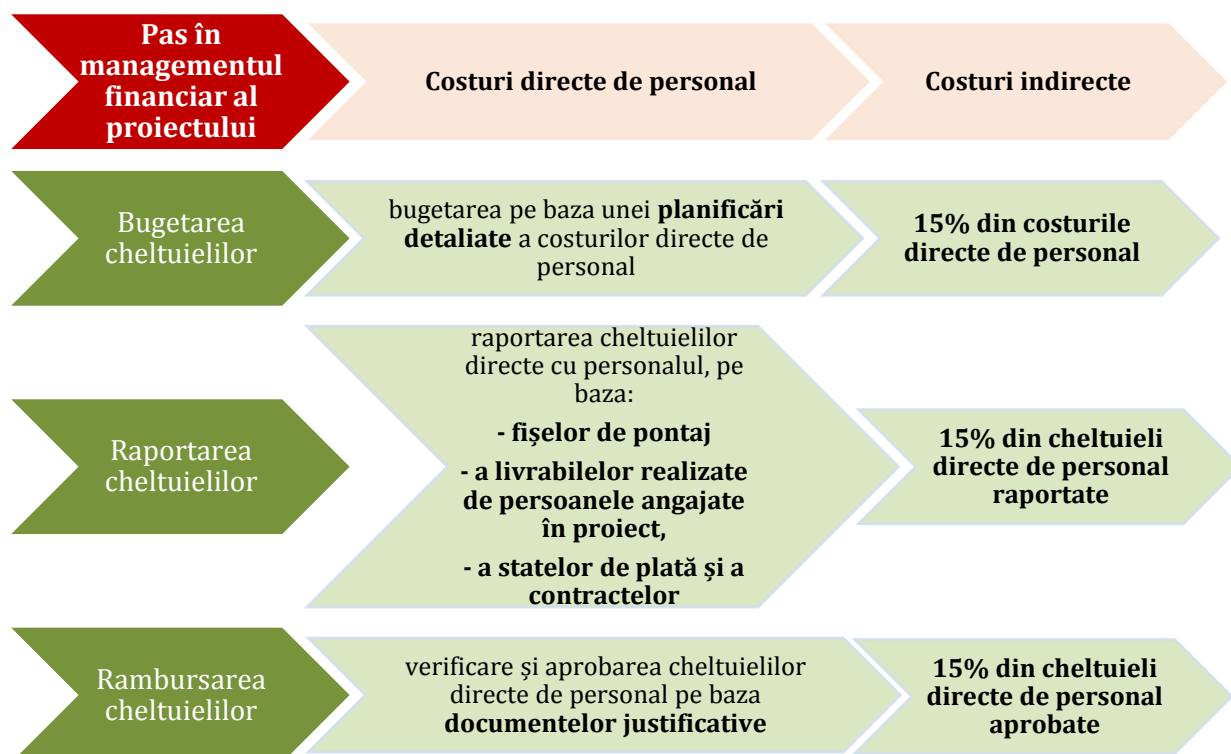 Pas în
managementul
financiar al
proiectului
Costuri directe de personal
Costuri indirecte
Bugetarea
cheltuielilor
bugetarea pe baza unei planificări
detaliate a costurilor directe de
personal
15% din costurile
directe de personal
Raportarea
cheltuielilor
raportarea cheltuielilor
directe cu personalul, pe
baza:
- fișelor de pontaj
- a livrabilelor realizate
de persoanele angajate
în proiect,
- a statelor de plată și a
contractelor
15% din cheltuieli
directe de personal
raportate
Rambursarea
cheltuielilor
verificare și aprobarea cheltuielilor
directe de personal pe baza
documentelor justificative
15% din cheltuieli
directe de personal
aprobate